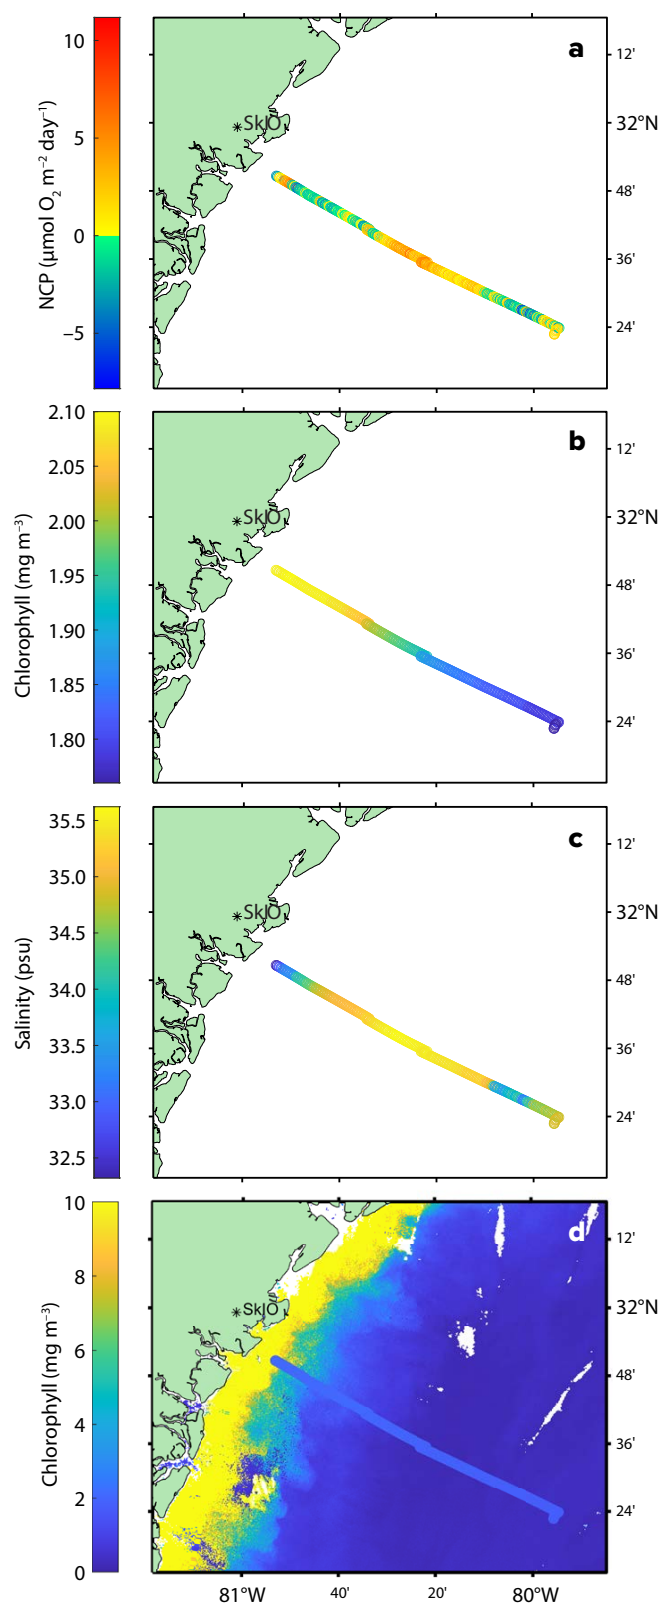 a
10
5
0
−5
NCP (μmol O2 m−2 day−1)
SkIO
12'
32°N
48'
36'
24'
b
2.10
2.05
2.00
1.95
1.90
1.85
1.80
Chlorophyll (mg m−3)
SkIO
12'
32°N
48'
36'
24'
c
35.5
35.0
34.5
34.0
33.5
33.0
32.5
Salinity (psu)
SkIO
12'
32°N
48'
36'
24'
d
10
8
6
4
2
0
Chlorophyll (mg m−3)
SkIO
12'
32°N
48'
36'
24'
81°W 40' 20' 80°W